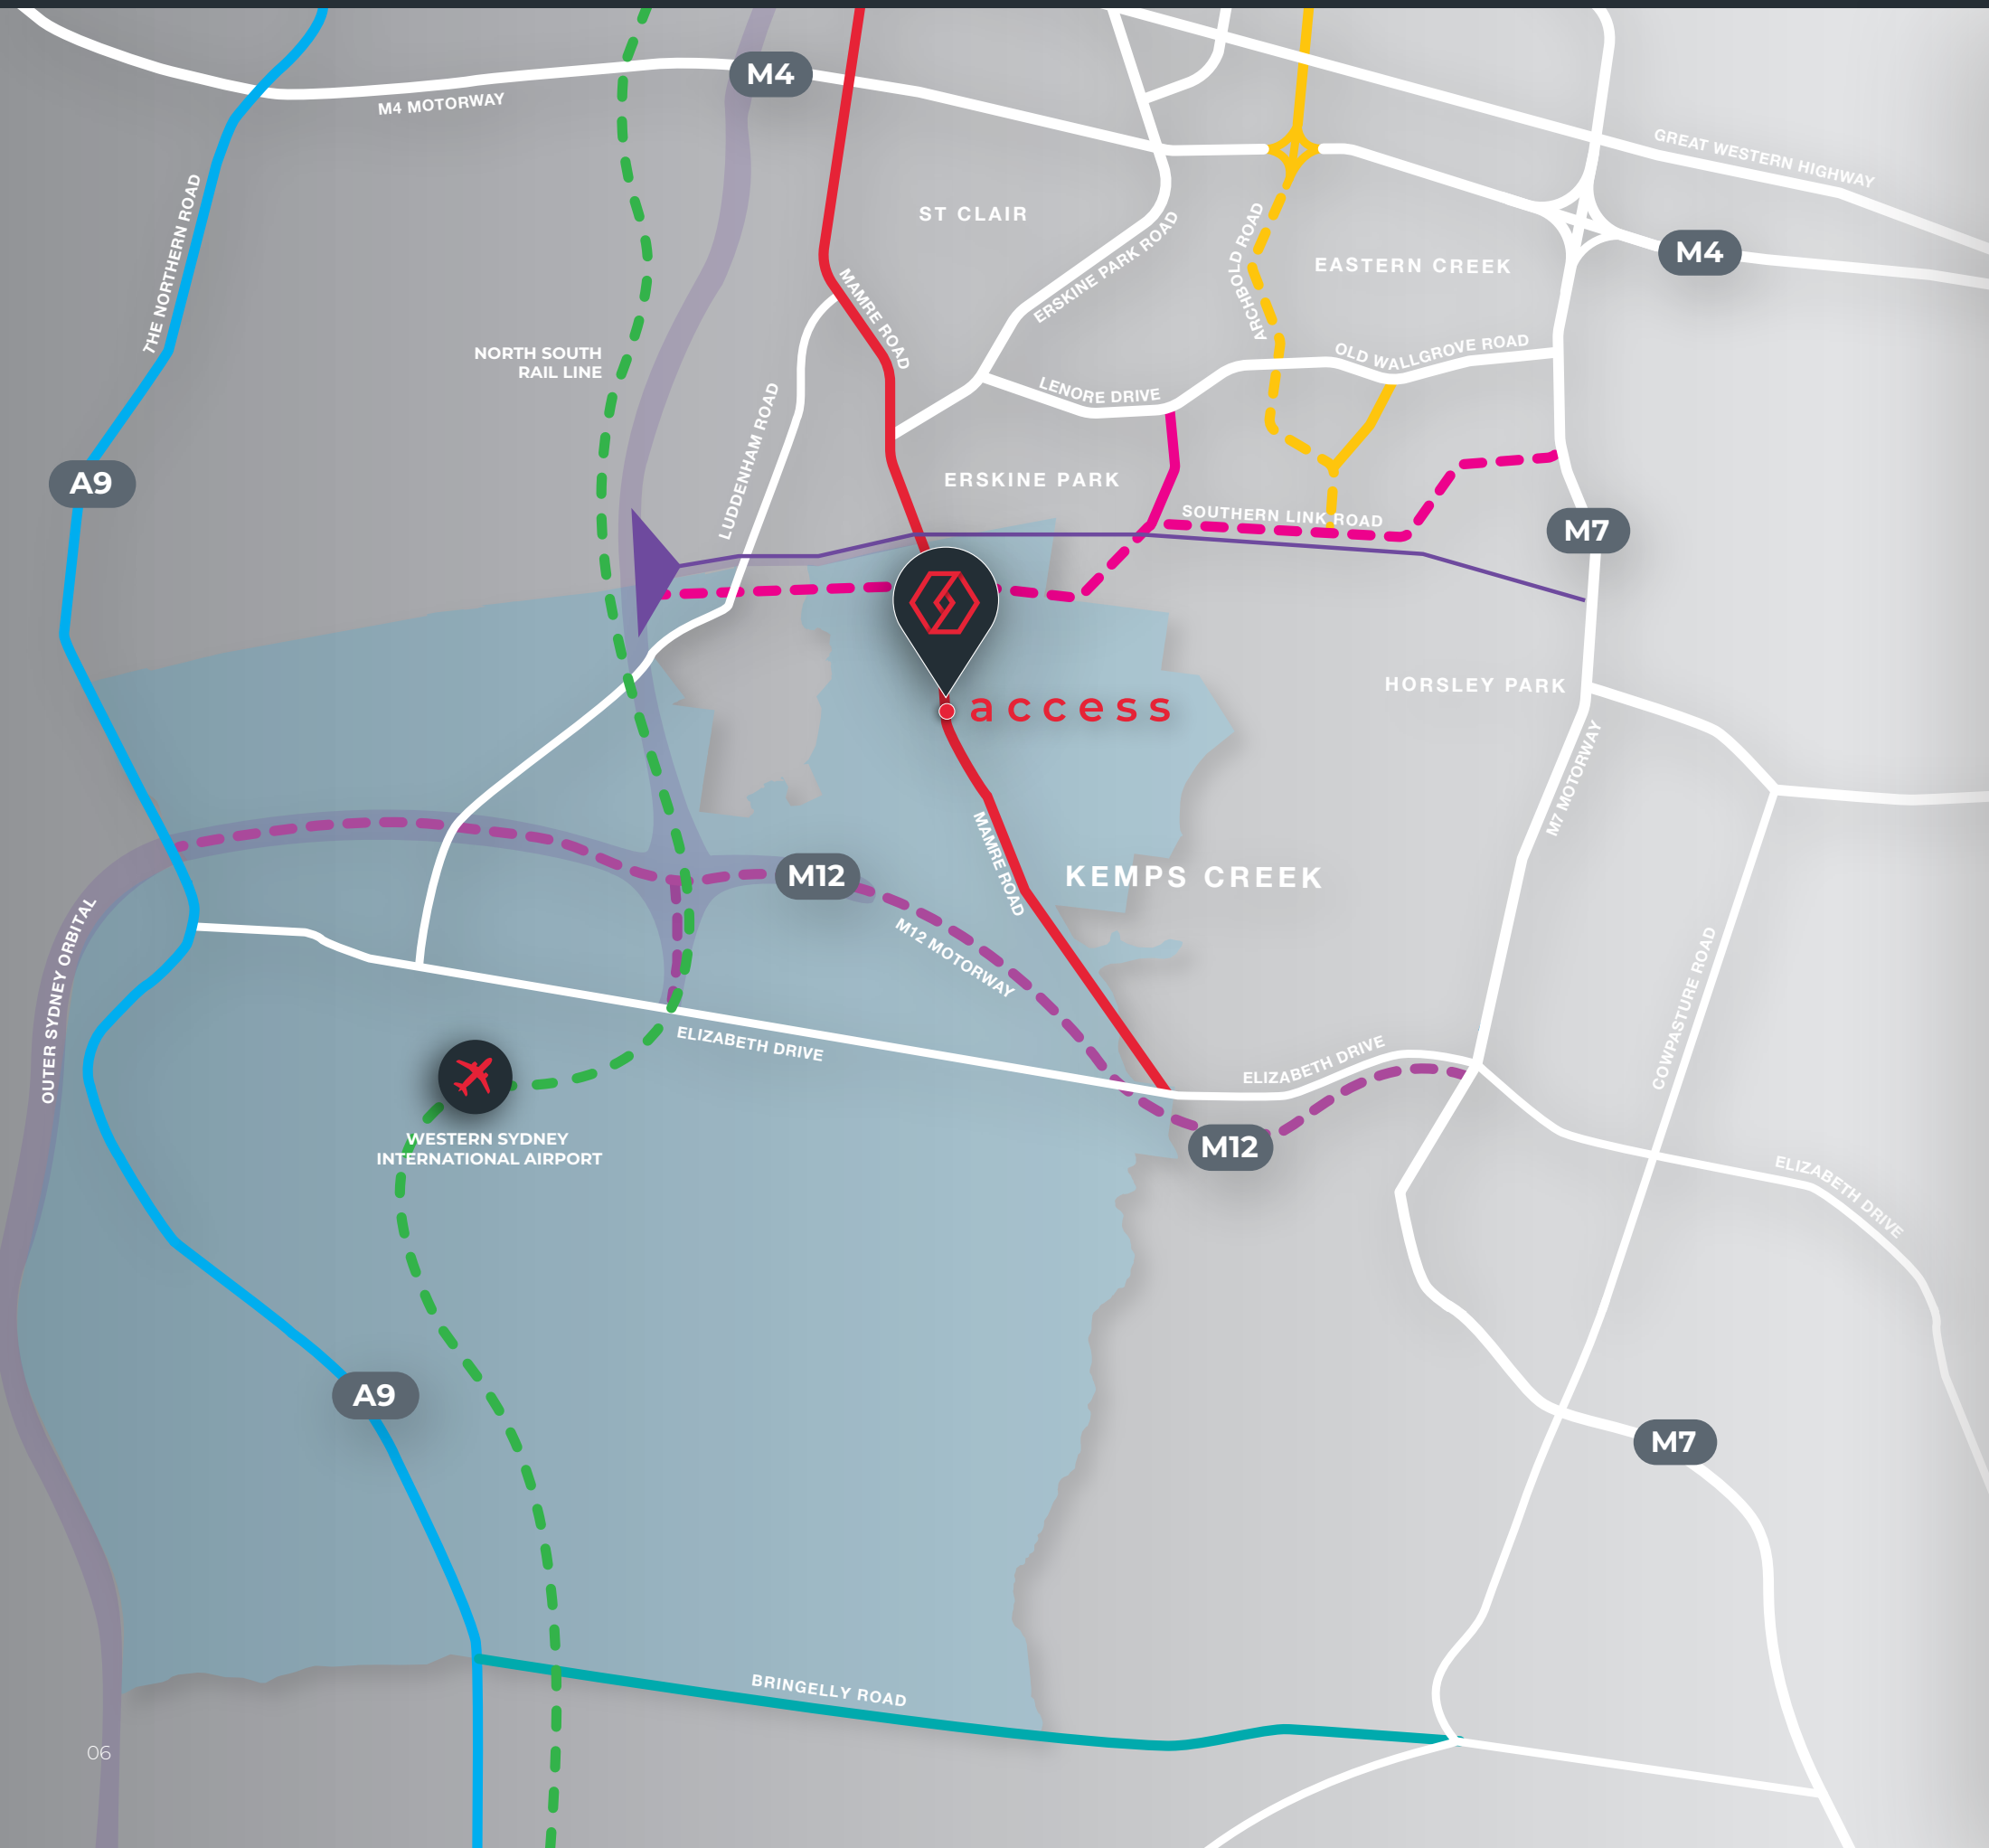 M4
M4 MOTORWAY
GREAT WESTERN HIGHWAY
THE NORTHERN ROAD
ST CLAIR
ERSKINE PARK ROAD
ARCHBOLD ROAD
EASTERN CREEK
M4
MAMRE ROAD
NORTH SOUTH
RAIL LINE
OLD WALLGROVE ROAD
LENORE DRIVE
LUDDENHAM ROAD
A9
ERSKINE PARK
SOUTHERN LINK ROAD
M7
HORSLEY PARK
access
M7 MOTORWAY
MAMRE ROAD
M12
KEMPS CREEK
OUTER SYDNEY ORBITAL
M12 MOTORWAY
COWPASTURE ROAD
ELIZABETH DRIVE
ELIZABETH DRIVE
WESTERN SYDNEY
INTERNATIONAL AIRPORT
M12
ELIZABETH DRIVE
A9
M7
BRINGELLY ROAD
06